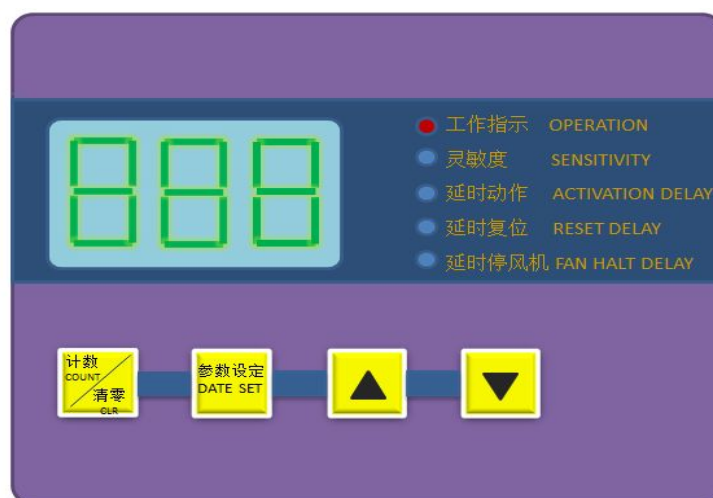 888
工作指示 OPERATION
灵敏度 SENSITIVITY
延时动作 ACTIVATION DELAY
延时复位 RESET DELAY
延时停风机 FAN HALT DELAY
计数
COUNT
清零
CLR
参数设定
DATE SET